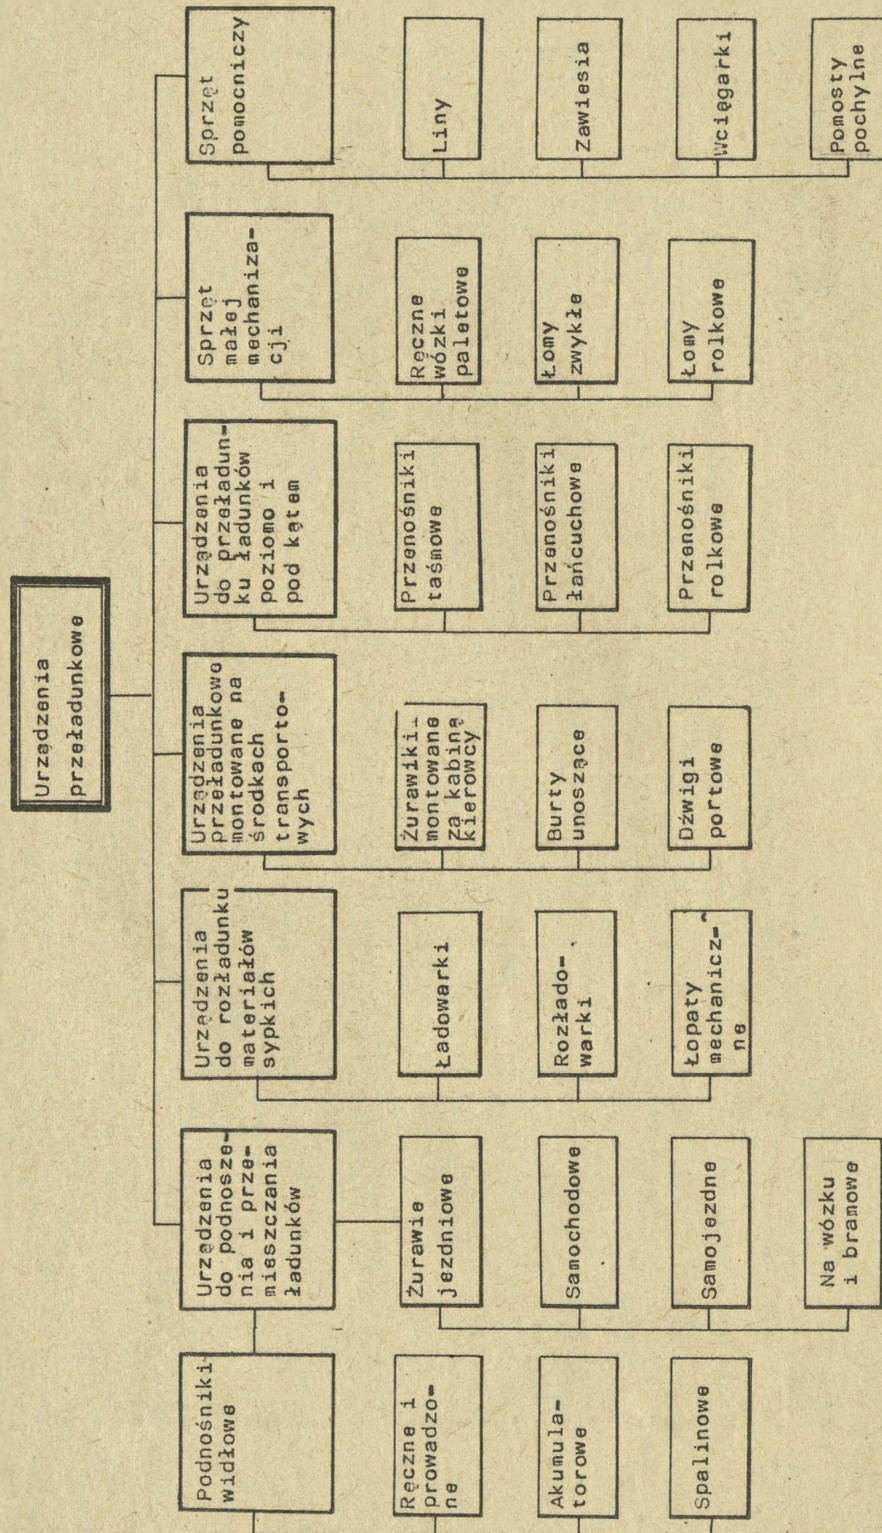 Urządzenia
przeładunkowe
Podnośniki
widłowe
Ręczne i
prowadzo-
ne
Akumula-
torowe
Spalinowe
Urządzenia
do podnosze-
nia i prze-
mieszczania
ładunków
Żurawie
jezdniowe
Samochodowe
Samojezdne
Na wózku
i bramowe
Urządzenia
do rozładunku
materiałów
sypkich
Ładowarki
Rozłado-
warki
Łopaty
mechanicz-
ne
Urządzenia
przeładunkowo
montowane na
środkach
transporto-
wych
Żurawiki
montowane
za kabiną
kierowcy
Burty
unoszące
Dźwigi
portowe
Urządzenia
do przeładun-
ku ładunków
poziomo i
pod kątem
Przenośniki
taśmowe
Przenośniki
łańcuchowe
Przenośniki
rolkowe
Sprzęt
małej
mechaniza-
cji
Ręczne
wózki
paletowe
Łomy
zwykłe
Łomy
rolkowe
Sprzęt
pomocniczy
Liny
Zawiesia
Wcięgarki
Pomosty
pochylne